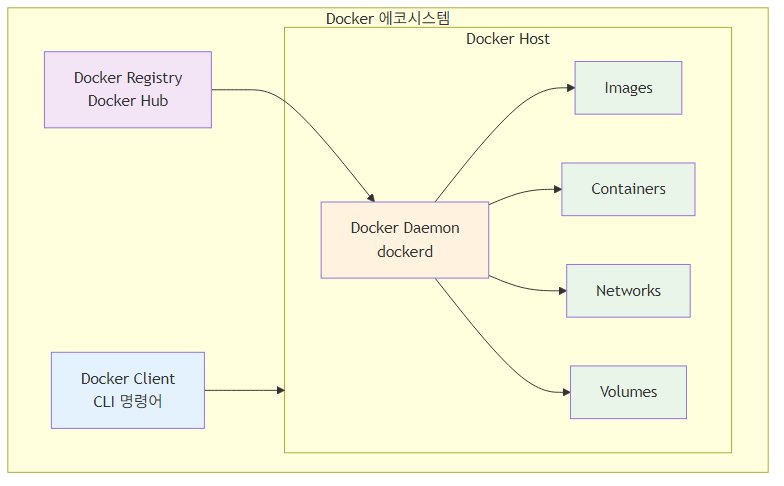 Docker 에코시스템
Docker Host
Docker Registry
Docker Hub
Images
Containers
Docker Daemon
dockerd
Networks
Docker Client
CLI 명령어
Volumes